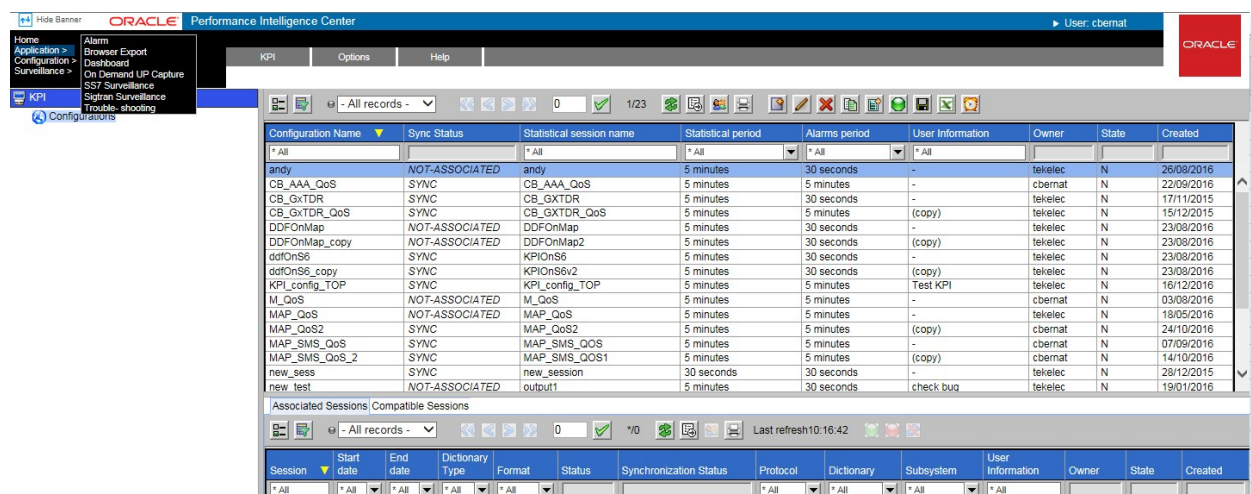 Hide Banner ORACLE Performance Intelligence Center User: cbernat
ORACLE
Home
Application >
Configuration >
Surveillance >
Alarm
Browser Export
Dashboard
On Demand UP Capture
SS7 Surveillance
Sigtran Surveillance
Trouble- shooting
KPI Options Help
KPI
Configurations
- All records - 0 1/23
Configuration Name Sync Status Statistical session name Statistical period Alarms period User Information Owner State Created
* All * All * All * All * All
andy NOT-ASSOCIATED andy 5 minutes 30 seconds - tekelec N 26/08/2016
CB_AAA_QoS SYNC CB_AAA_QoS 5 minutes 5 minutes - cbernat N 22/09/2016
CB_GxTDR SYNC CB_GXTDR 5 minutes 30 seconds - cbernat N 17/11/2015
CB_GxTDR_QoS SYNC CB_GXTDR_QoS 5 minutes 5 minutes (copy) cbernat N 15/12/2015
DDFOnMap NOT-ASSOCIATED DDFOnMap 5 minutes 30 seconds - tekelec N 23/08/2016
DDFOnMap_copy NOT-ASSOCIATED DDFOnMap2 5 minutes 30 seconds (copy) tekelec N 23/08/2016
ddfOnS6 SYNC KPIOnS6 5 minutes 30 seconds - tekelec N 23/08/2016
ddfOnS6_copy SYNC KPIOnS6v2 5 minutes 30 seconds (copy) tekelec N 23/08/2016
KPI_config_TOP SYNC KPI_config_TOP 5 minutes 5 minutes Test KPI tekelec N 16/12/2015
M_QoS NOT-ASSOCIATED M_QoS 5 minutes 5 minutes - cbernat N 03/08/2016
MAP_QoS NOT-ASSOCIATED MAP_QoS 5 minutes 5 minutes - tekelec N 18/05/2016
MAP_QoS2 SYNC MAP_QoS2 5 minutes 5 minutes (copy) cbernat N 24/10/2016
MAP_SMS_QoS SYNC MAP_SMS_QOS 5 minutes 5 minutes - cbernat N 07/09/2016
MAP_SMS_QoS_2 SYNC MAP_SMS_QOS1 5 minutes 5 minutes (copy) cbernat N 14/10/2016
new_sess SYNC new_session 30 seconds 30 seconds - tekelec N 28/12/2015
new_test NOT-ASSOCIATED output1 5 minutes 30 seconds check bug tekelec N 19/01/2016
Associated Sessions Compatible Sessions
- All records - 0 */0 Last refresh10:16:42
Session Start date End date Dictionary Type Format Status Synchronization Status Protocol Dictionary Subsystem User Information Owner State Created
* All * All * All * All * All * All * All * All * All